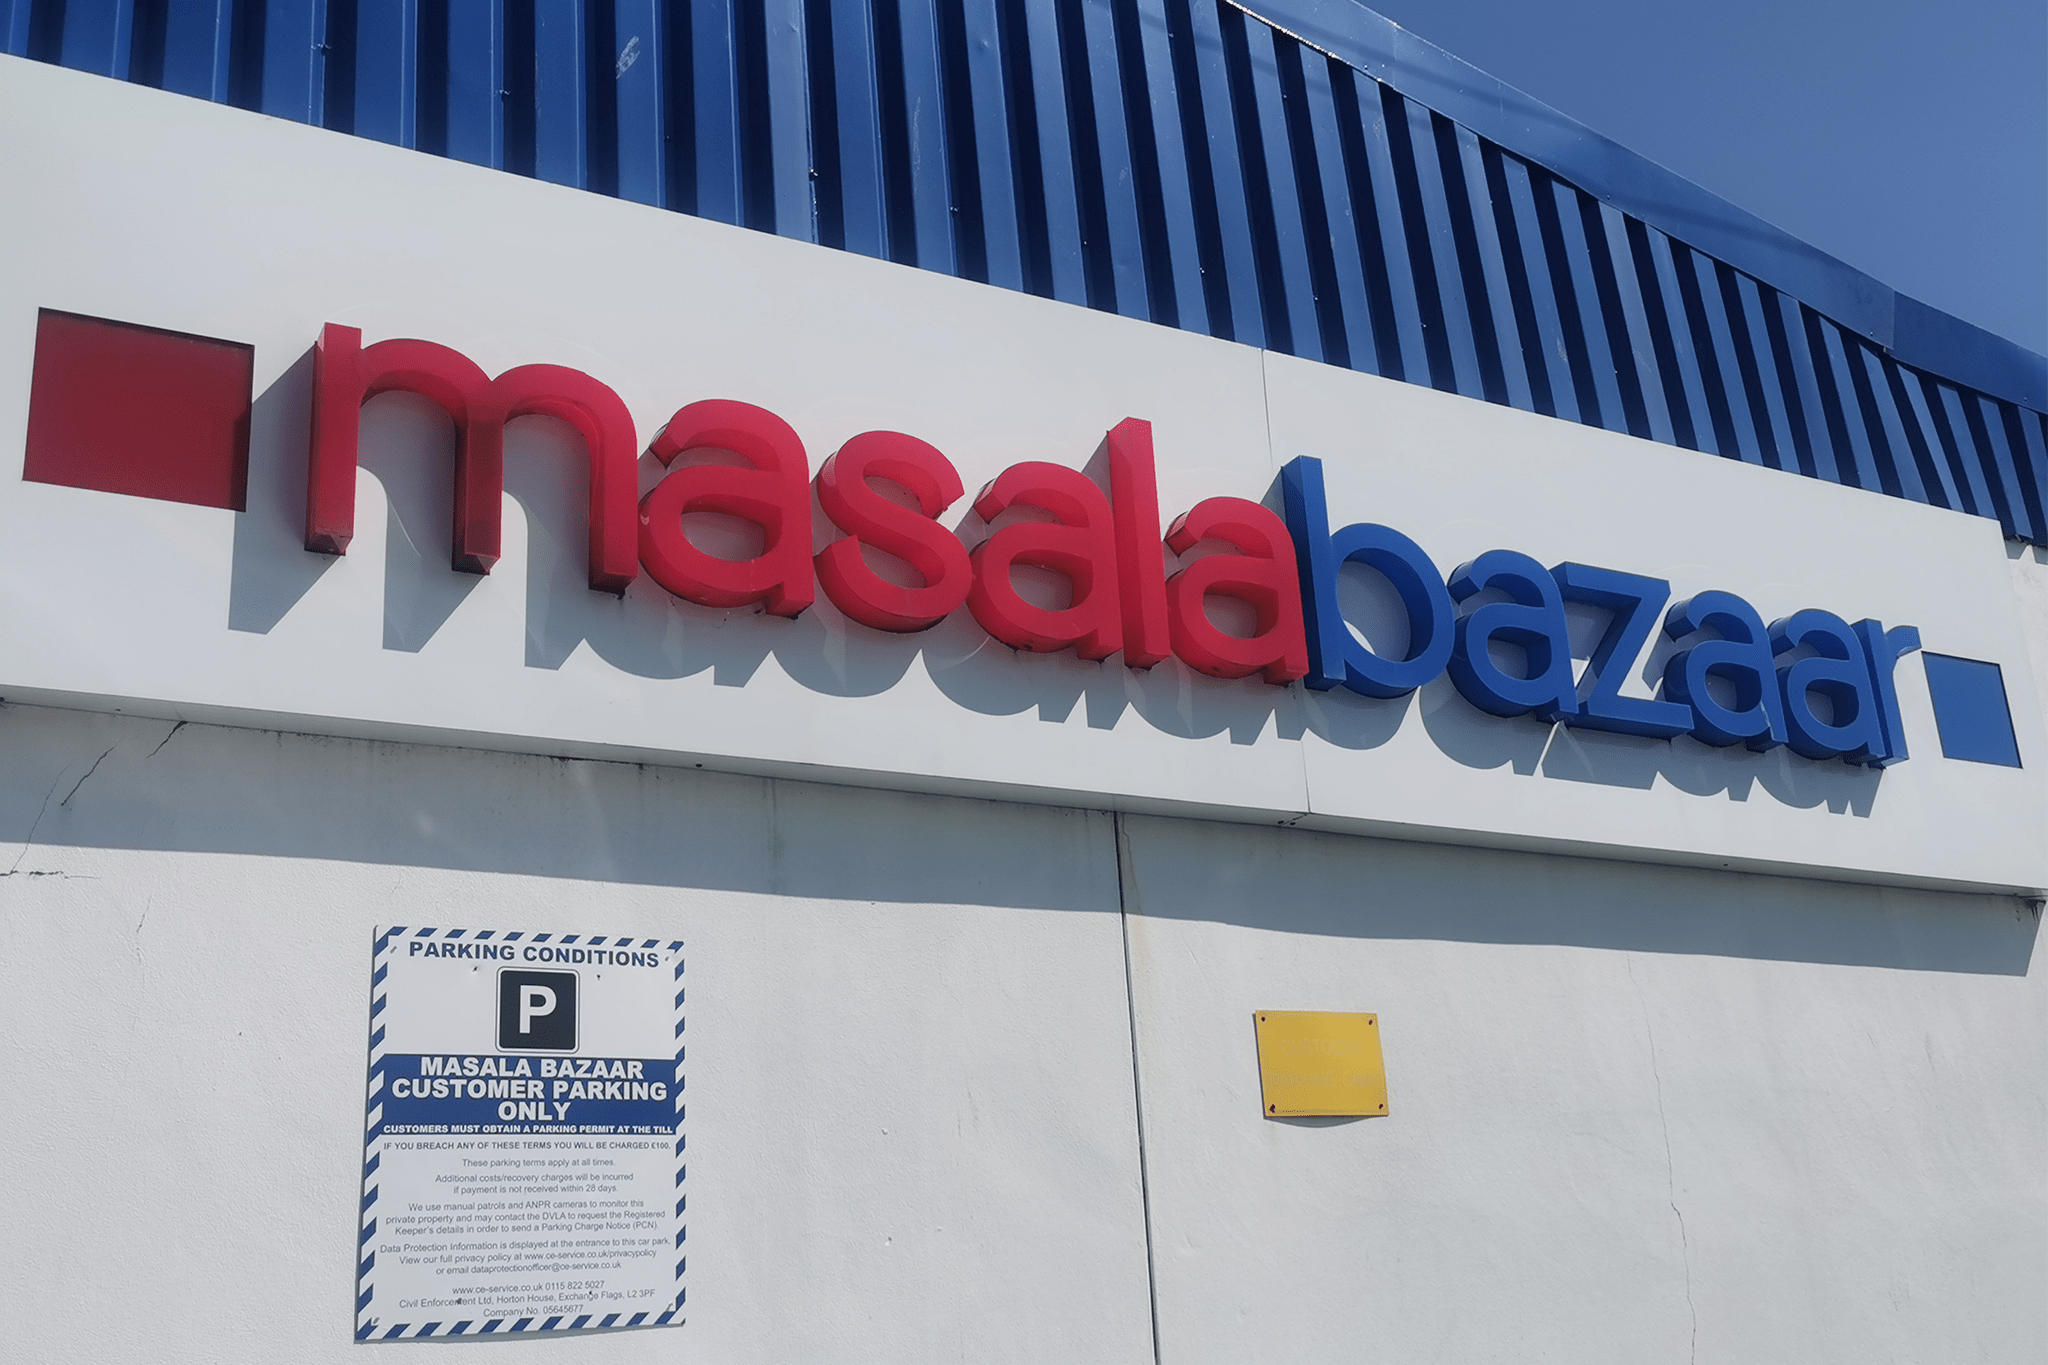 masalabazaar
PARKING CONDITIONS
P
MASALA BAZAAR
CUSTOMER PARKING
ONLY
CUSTOMERS MUST OBTAIN A PARKING PERMIT AT THE TILL
IF YOU BREACH ANY OF THESE TERMS YOU WILL BE CHARGED £100.
These parking terms apply at all times.
Additional costs/recovery charges will be incurred
if payment is not received within 28 days.
We use manual patrols and ANPR cameras to monitor this
private property and may contact the DVLA to request the Registered
Keeper's details in order to send a Parking Charge Notice (PCN).
Data Protection Information is displayed at the entrance to this car park.
View our full privacy policy at www.ce-service.co.uk/privacypolicy
or email dataprotectionofficer@ce-service.co.uk
www.ce-service.co.uk 0115 822 5027
Civil Enforcement Ltd, Horton House, Exchange Flags, L2 3PF
Company No. 05645677